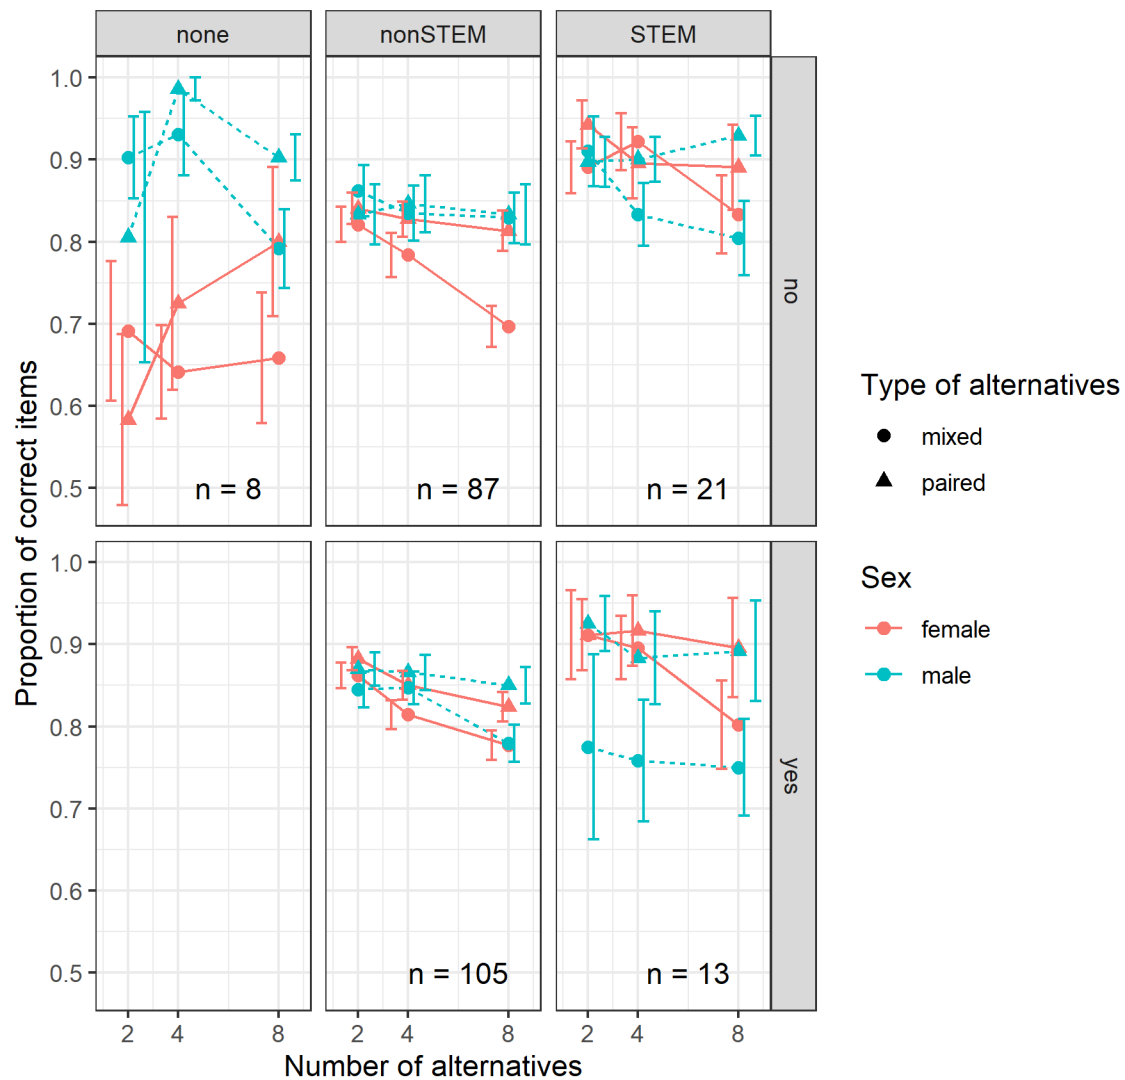 none nonSTEM STEM
1.0
0.9
0.8
0.7
0.6
0.5
n = 8 n = 87 n = 21
no
1.0
0.9
0.8
0.7
0.6
0.5
n = 105 n = 13
yes
2 4 8 2 4 8 2 4 8
Number of alternatives
Proportion of correct items
Type of alternatives
mixed
paired
Sex
female
male